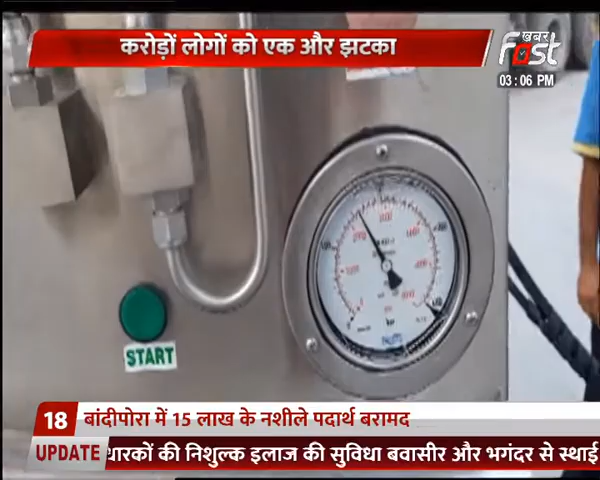 करोड़ों लोगों को एक और झटका
खबर
Fast
03:06 PM
START
18 बांदीपोरा में 15 लाख के नशीले पदार्थ बरामद
UPDATE धारकों की निशुल्क इलाज की सुविधा बवासीर और भगंदर से स्थाई